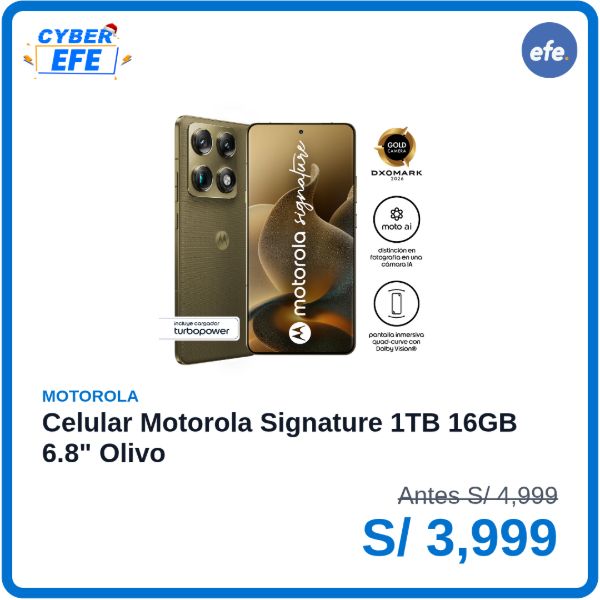 CYBER
EFE
efe.
GOLD
CAMERA
DXOMARK
2026
moto ai
distinción en
fotografía en una
cámara IA
motorola signature
incluye cargador
turbopower
pantalla inmersiva
quad-curve con
Dolby Vision®
MOTOROLA
Celular Motorola Signature 1TB 16GB
6.8" Olivo
Antes S/ 4,999
S/ 3,999